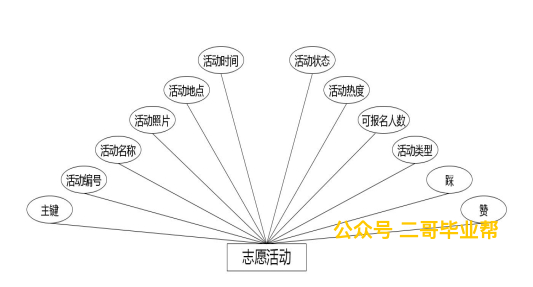 活动时间
活动状态
活动地点
活动热度
活动照片
可报名人数
活动名称
活动类型
活动编号
踩
主键
赞
公众号 二哥毕业帮
志愿活动